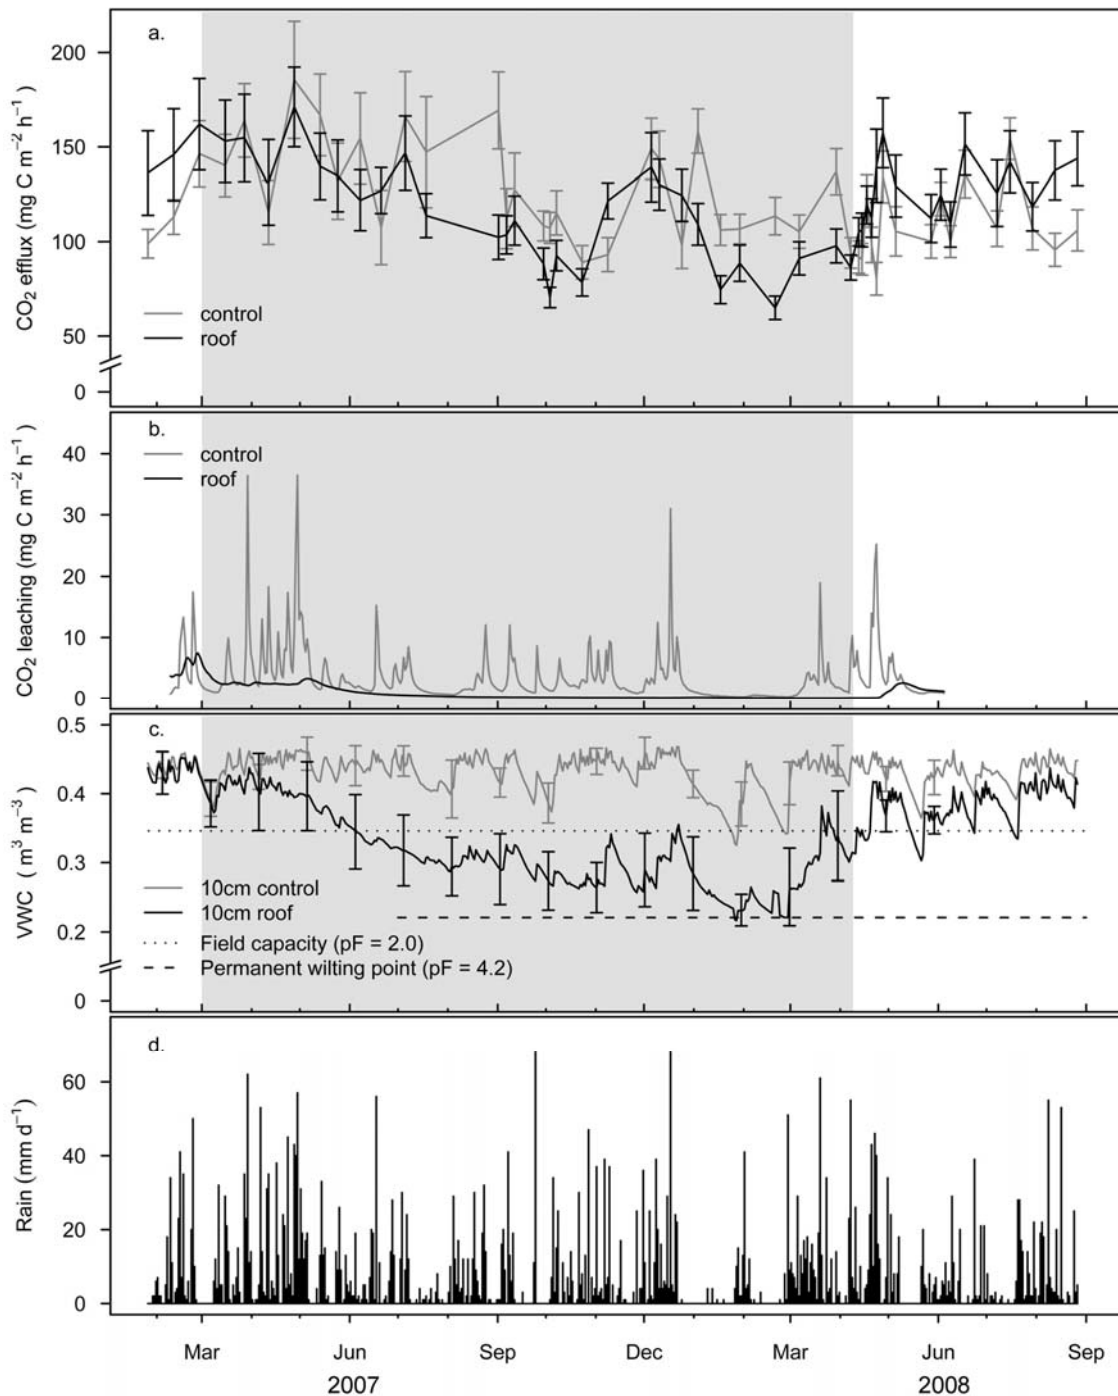 a.
200
150
100
50
0
CO2 efflux (mg C m−2 h−1)
control
roof
b.
40
30
20
10
0
CO2 leaching (mg C m−2 h−1)
control
roof
c.
0.5
0.4
0.3
0.2
0
VWC (m3 m−3)
10cm control
10cm roof
Field capacity (pF = 2.0)
Permanent wilting point (pF = 4.2)
d.
60
40
20
0
Rain (mm d−1)
Mar Jun Sep Dec Mar Jun Sep
2007 2008